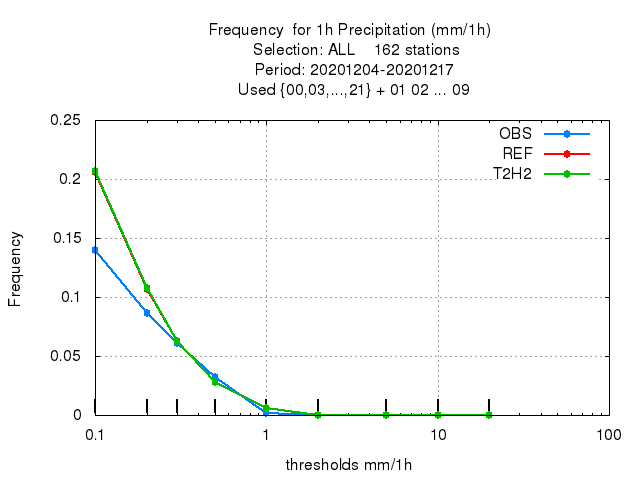 Frequency  for 1h Precipitation (mm/1h)
Selection: ALL    162 stations
Period: 20201204-20201217
Used {00,03,...,21} + 01 02 ... 09
OBS
REF
T2H2
0.25
0.2
0.15
0.1
0.05
0
Frequency
0.1
1
10
100
thresholds mm/1h